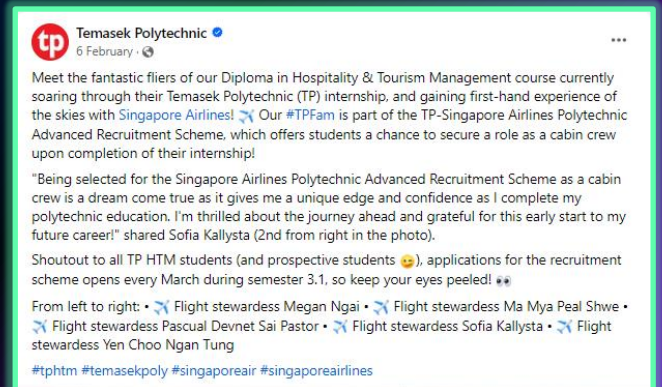 tp
Temasek Polytechnic
6 February ·
Meet the fantastic fliers of our Diploma in Hospitality & Tourism Management course currently
soaring through their Temasek Polytechnic (TP) internship, and gaining first-hand experience of
the skies with Singapore Airlines! ✈️ Our #TPFam is part of the TP-Singapore Airlines Polytechnic
Advanced Recruitment Scheme, which offers students a chance to secure a role as a cabin crew
upon completion of their internship!
"Being selected for the Singapore Airlines Polytechnic Advanced Recruitment Scheme as a cabin
crew is a dream come true as it gives me a unique edge and confidence as I complete my
polytechnic education. I'm thrilled about the journey ahead and grateful for this early start to my
future career!" shared Sofia Kallysta (2nd from right in the photo).
Shoutout to all TP HTM students (and prospective students 😉), applications for the recruitment
scheme opens every March during semester 3.1, so keep your eyes peeled! 👀
From left to right: • ✈️ Flight stewardess Megan Ngai • ✈️ Flight stewardess Ma Mya Peal Shwe •
✈️ Flight stewardess Pascual Devnet Sai Pastor • ✈️ Flight stewardess Sofia Kallysta • ✈️ Flight
stewardess Yen Choo Ngan Tung
#tphtm #temasekpoly #singaporeair #singaporeairlines